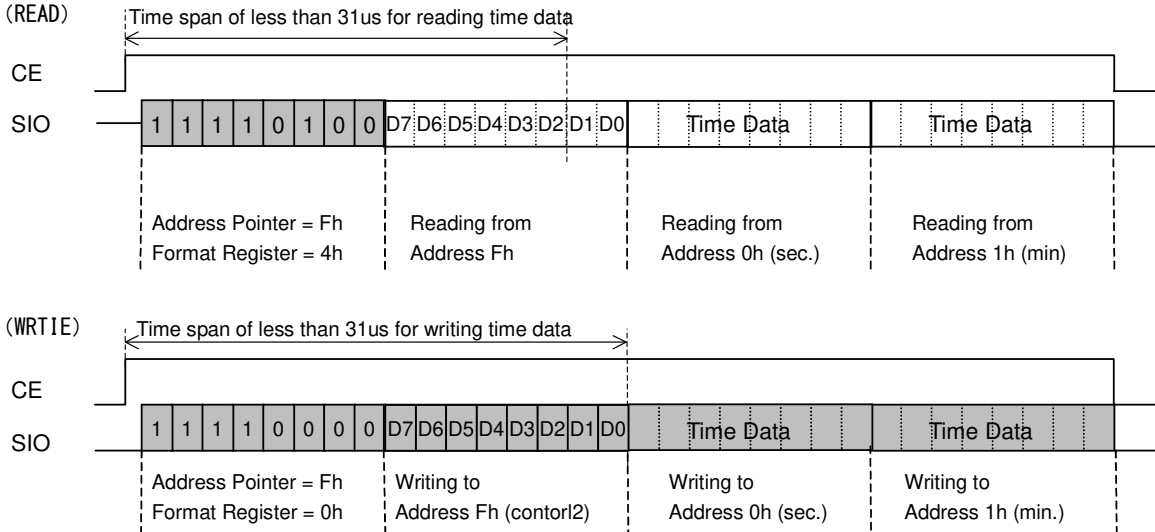 (READ)
Time span of less than 31us for reading time data
CE
SIO
1 1 1 1 0 1 0 0 D7 D6 D5 D4 D3 D2 D1 D0 Time Data Time Data
Address Pointer = Fh
Format Register = 4h
Reading from
Address Fh
Reading from
Address 0h (sec.)
Reading from
Address 1h (min)
(WRTIE)
Time span of less than 31us for writing time data
CE
SIO
1 1 1 1 0 0 0 0 D7 D6 D5 D4 D3 D2 D1 D0 Time Data Time Data
Address Pointer = Fh
Format Register = 0h
Writing to
Address Fh (contorl2)
Writing to
Address 0h (sec.)
Writing to
Address 1h (min.)